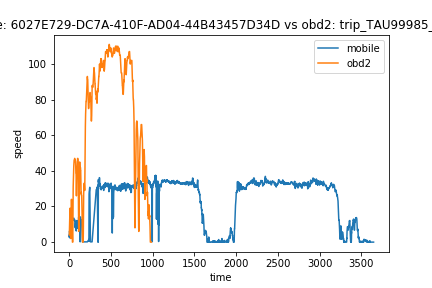 e: 6027E729-DC7A-410F-AD04-44B43457D34D vs obd2: trip_TAU99985_
mobile
obd2
speed
100
80
60
40
20
0
0 500 1000 1500 2000 2500 3000 3500
time